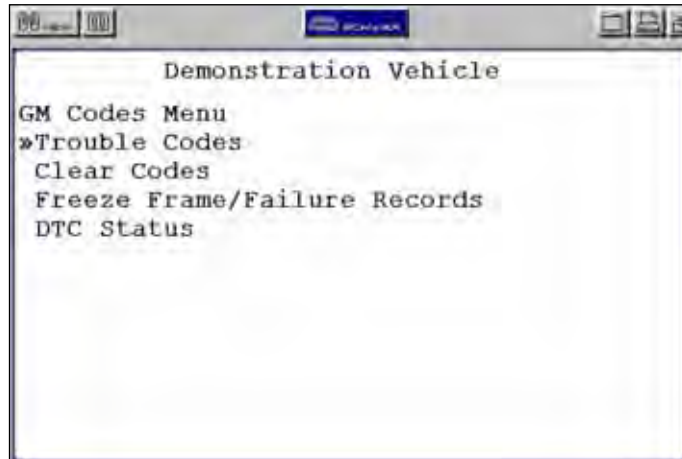 Demonstration Vehicle
GM Codes Menu
»Trouble Codes
Clear Codes
Freeze Frame/Failure Records
DTC Status